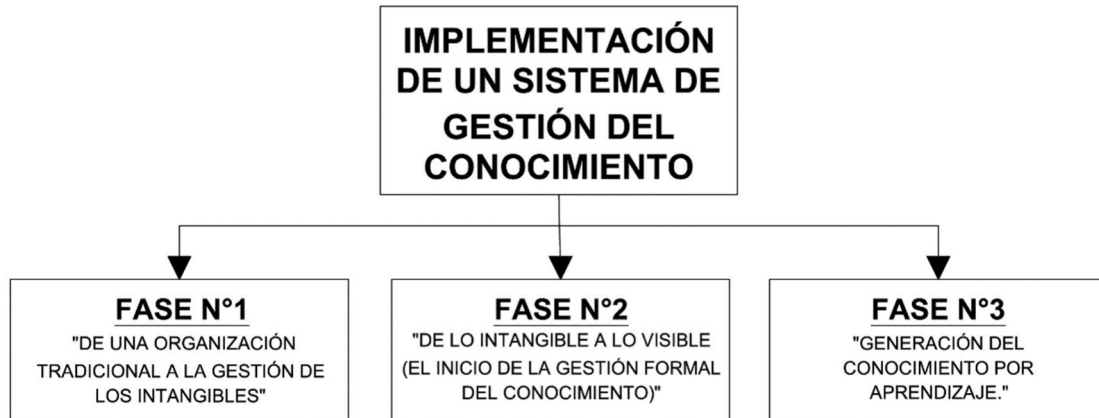 IMPLEMENTACIÓN
DE UN SISTEMA DE
GESTIÓN DEL
CONOCIMIENTO
FASE N°1
"DE UNA ORGANIZACIÓN
TRADICIONAL A LA GESTIÓN DE
LOS INTANGIBLES"
FASE N°2
"DE LO INTANGIBLE A LO VISIBLE
(EL INICIO DE LA GESTIÓN FORMAL
DEL CONOCIMIENTO)"
FASE N°3
"GENERACIÓN DEL
CONOCIMIENTO POR
APRENDIZAJE."